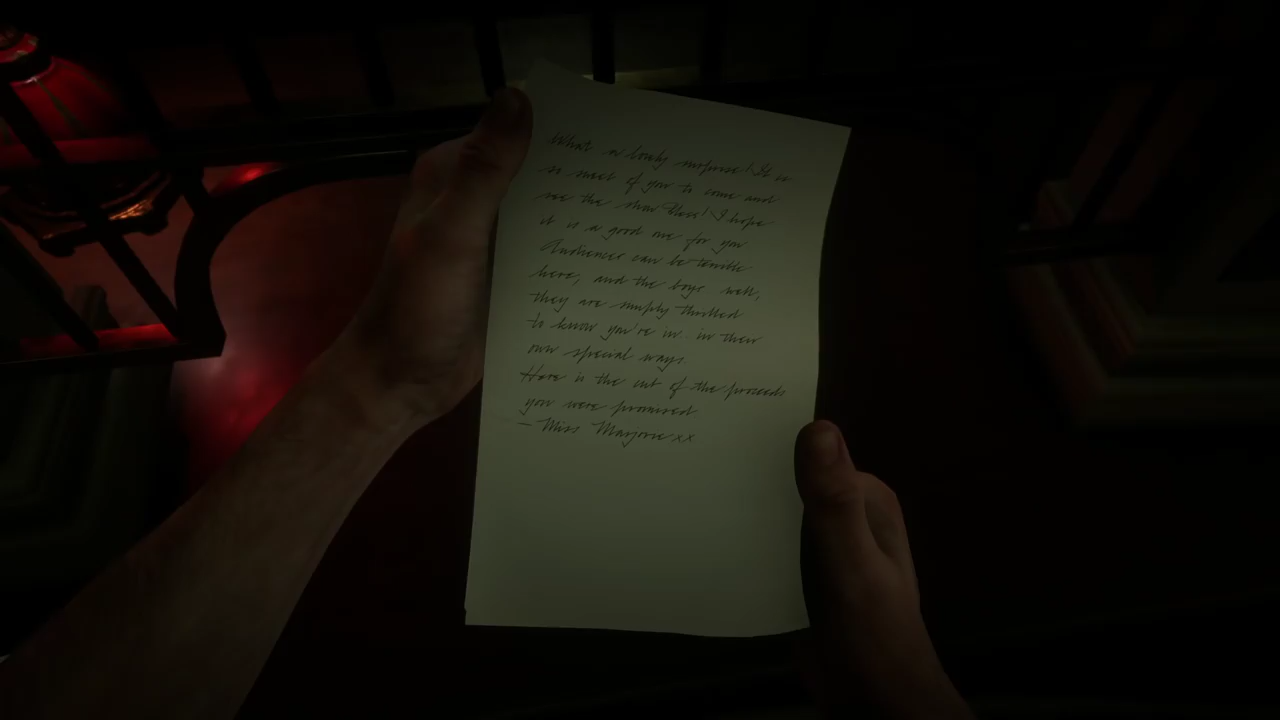 What a lovely surprise! It is
so sweet of you to come and
see the show Bless! I hope
it is a good one for you
Audiences can be terrible
here, and the boys well,
they are simply thrilled
to know you're in.. in their
own special ways.
Here is the cut of the proceeds
you were promised
– Miss Marjorie xx